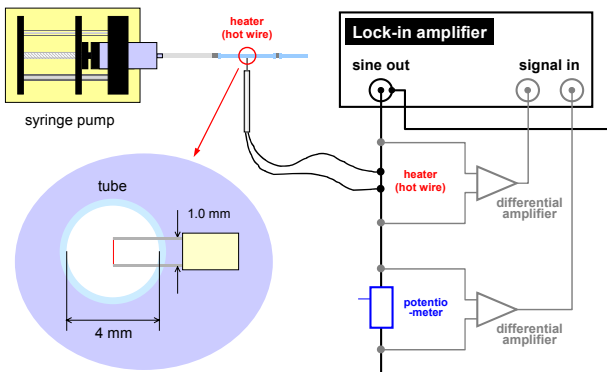 heater
(hot wire)
syringe pump
Lock-in amplifier
sine out
signal in
heater
(hot wire)
differential
amplifier
tube
1.0 mm
4 mm
potentio
-meter
differential
amplifier